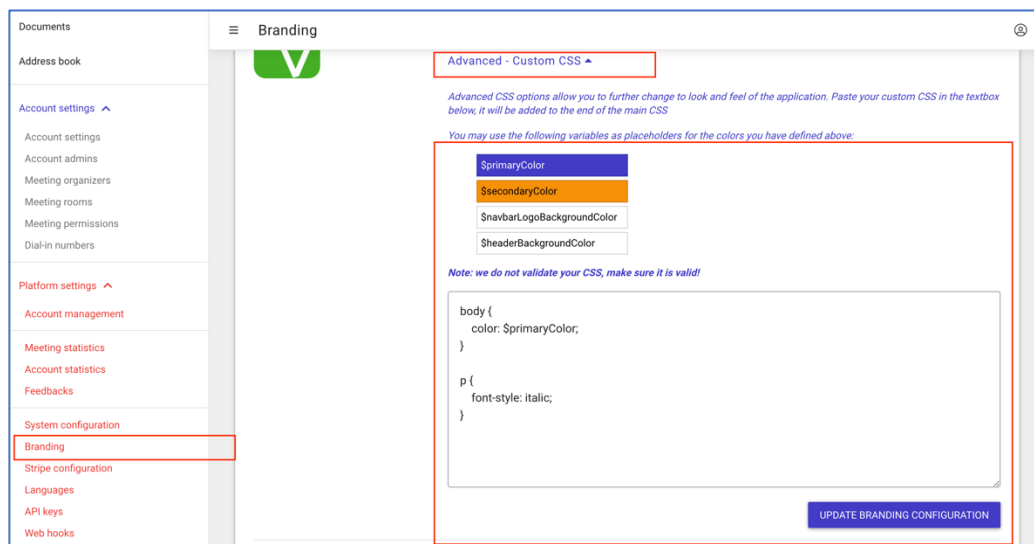 Documents
Address book
Account settings
Account settings
Account admins
Meeting organizers
Meeting rooms
Meeting permissions
Dial-in numbers
Platform settings
Account management
Meeting statistics
Account statistics
Feedbacks
System configuration
Branding
Stripe configuration
Languages
API keys
Web hooks
Branding
V
Advanced - Custom CSS
Advanced CSS options allow you to further change to look and feel of the application. Paste your custom CSS in the textbox
below, it will be added to the end of the main CSS
You may use the following variables as placeholders for the colors you have defined above:
$primaryColor
$secondaryColor
$navbarLogoBackgroundColor
$headerBackgroundColor
Note: we do not validate your CSS, make sure it is valid!
body {
color: $primaryColor;
}
p {
font-style: italic;
}
UPDATE BRANDING CONFIGURATION